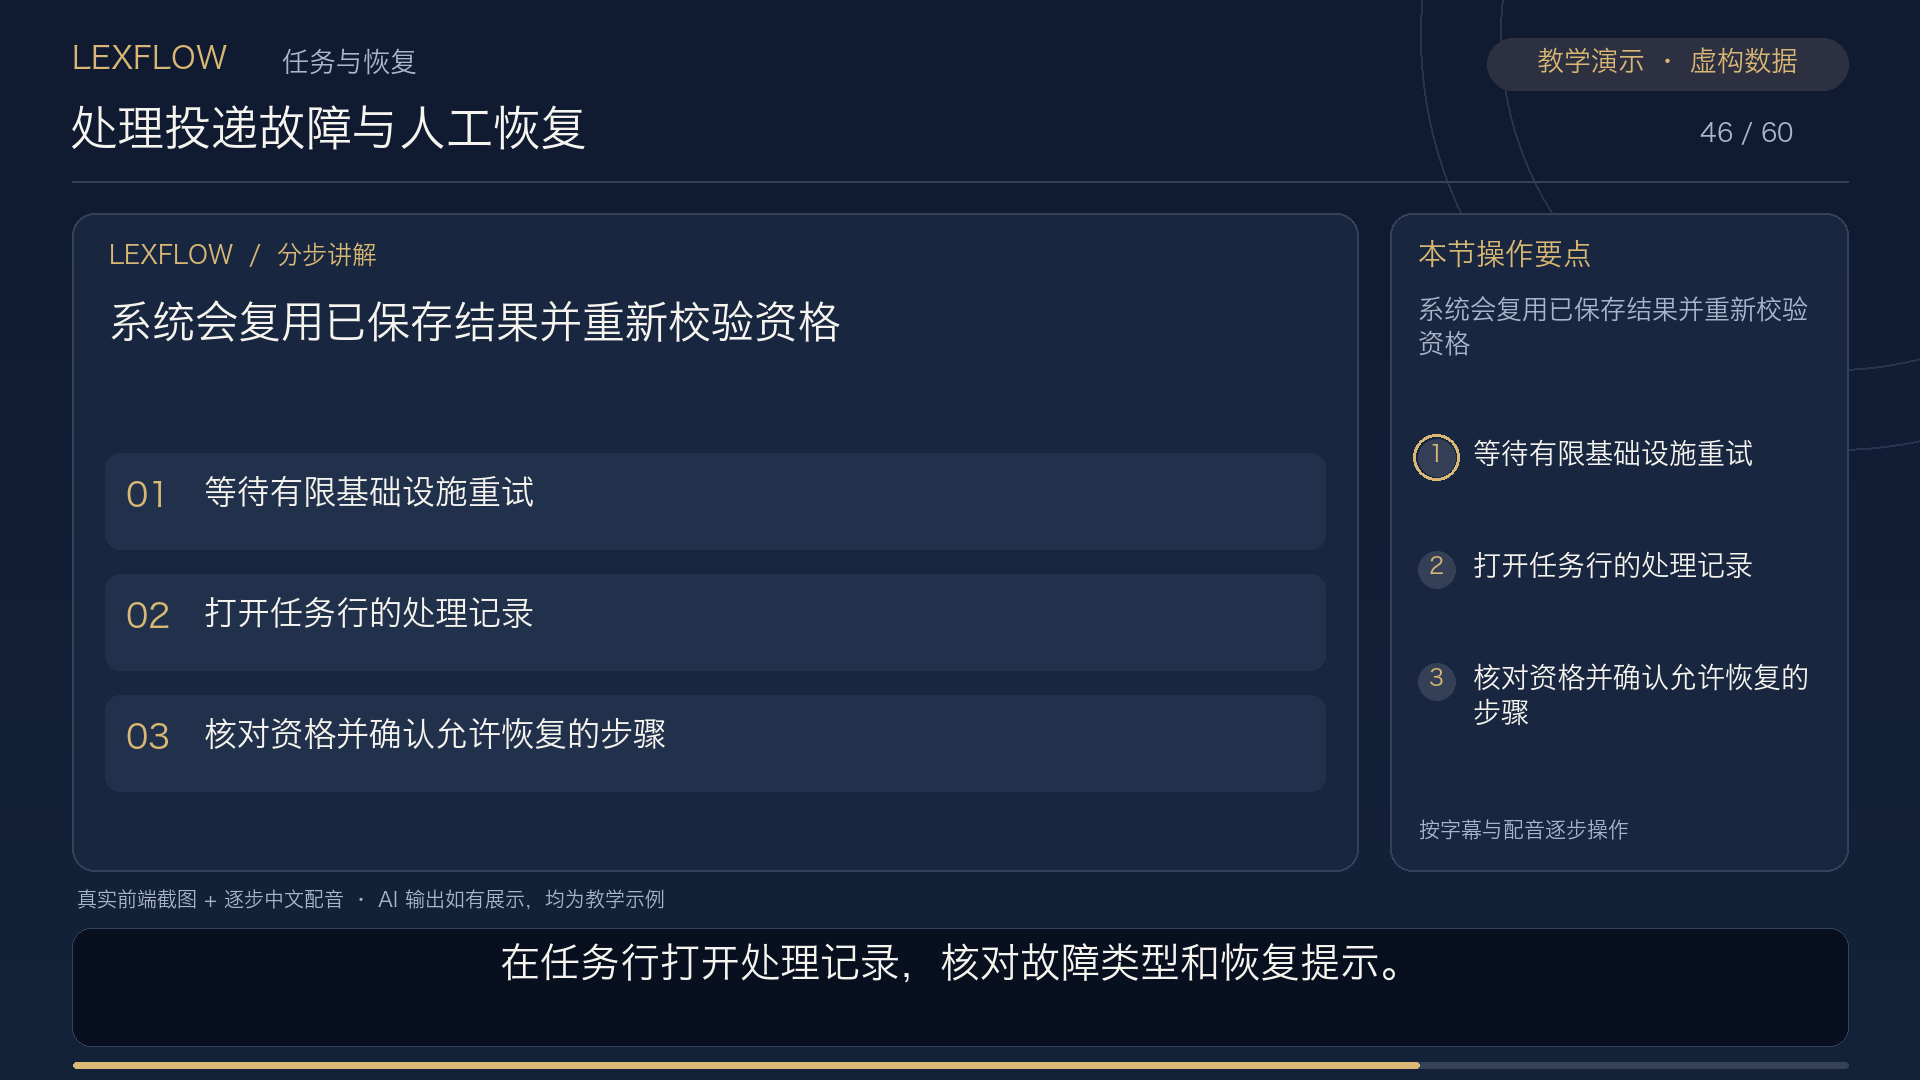 LEXFLOW 任务与恢复
教学演示 · 虚构数据
处理投递故障与人工恢复
46 / 60
LEXFLOW / 分步讲解
系统会复用已保存结果并重新校验资格
01 等待有限基础设施重试
02 打开任务行的处理记录
03 核对资格并确认允许恢复的步骤
本节操作要点
系统会复用已保存结果并重新校验
资格
1 等待有限基础设施重试
2 打开任务行的处理记录
3 核对资格并确认允许恢复的
步骤
按字幕与配音逐步操作
真实前端截图 + 逐步中文配音 · AI 输出如有展示，均为教学示例
在任务行打开处理记录，核对故障类型和恢复提示。